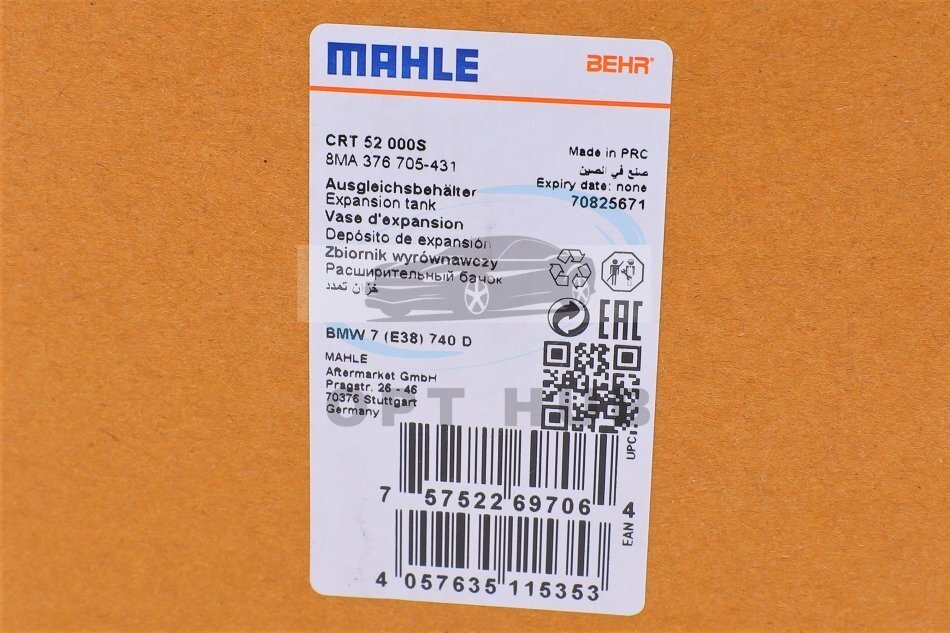 MAHLE
BEHR®
CRT 52 000S
8MA 376 705-431
Made in PRC
صنع في الصين
Expiry date: none
70825671
Ausgleichsbehälter
Expansion tank
Vase d'expansion
Depósito de expansión
Zbiornik wyrównawczy
Расширительный бачок
خزان تمدد
EAC
BMW 7 (E38) 740 D
MAHLE
Aftermarket GmbH
Pragstr. 26 - 46
70376 Stuttgart
Germany
OPT HUB
UPC
7 57522 69706 4
EAN
4 057635 115353